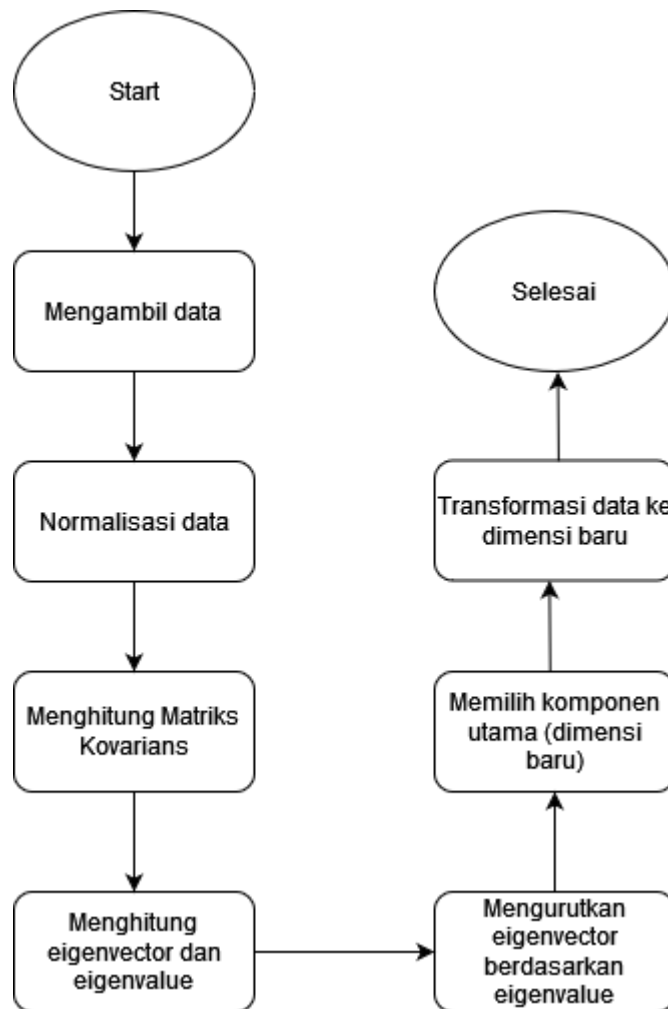 Start
Mengambil data
Normalisasi data
Menghitung Matriks
Kovarians
Menghitung
eigenvector dan
eigenvalue
Mengurutkan
eigenvector
berdasarkan
eigenvalue
Memilih komponen
utama (dimensi
baru)
Transformasi data ke
dimensi baru
Selesai